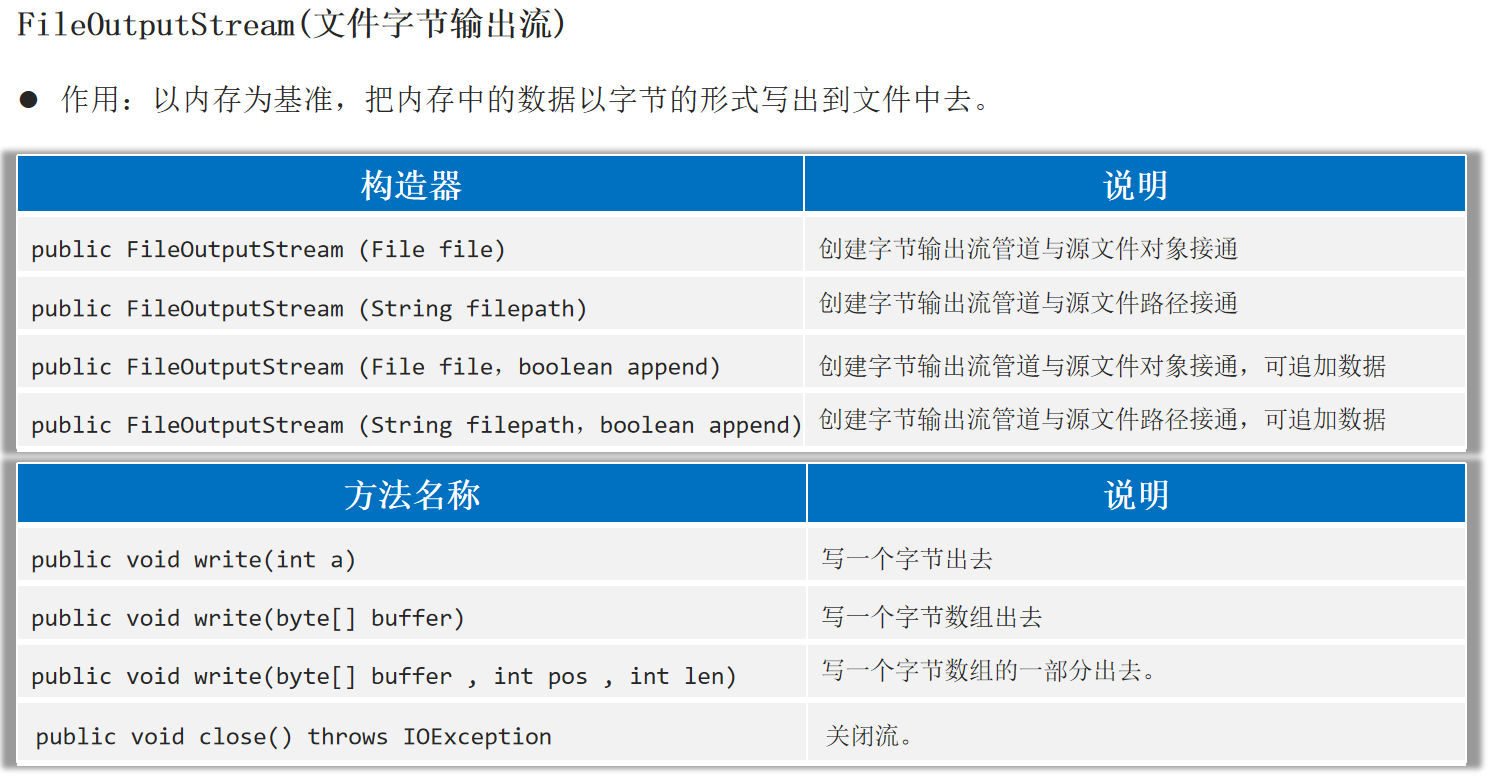 FileOutputStream(文件字节输出流)
● 作用：以内存为基准，把内存中的数据以字节的形式写出到文件中去。
构造器 说明
public FileOutputStream (File file) 创建字节输出流管道与源文件对象接通
public FileOutputStream (String filepath) 创建字节输出流管道与源文件路径接通
public FileOutputStream (File file，boolean append) 创建字节输出流管道与源文件对象接通，可追加数据
public FileOutputStream (String filepath，boolean append) 创建字节输出流管道与源文件路径接通，可追加数据
方法名称 说明
public void write(int a) 写一个字节出去
public void write(byte[] buffer) 写一个字节数组出去
public void write(byte[] buffer , int pos , int len) 写一个字节数组的一部分出去。
public void close() throws IOException 关闭流。